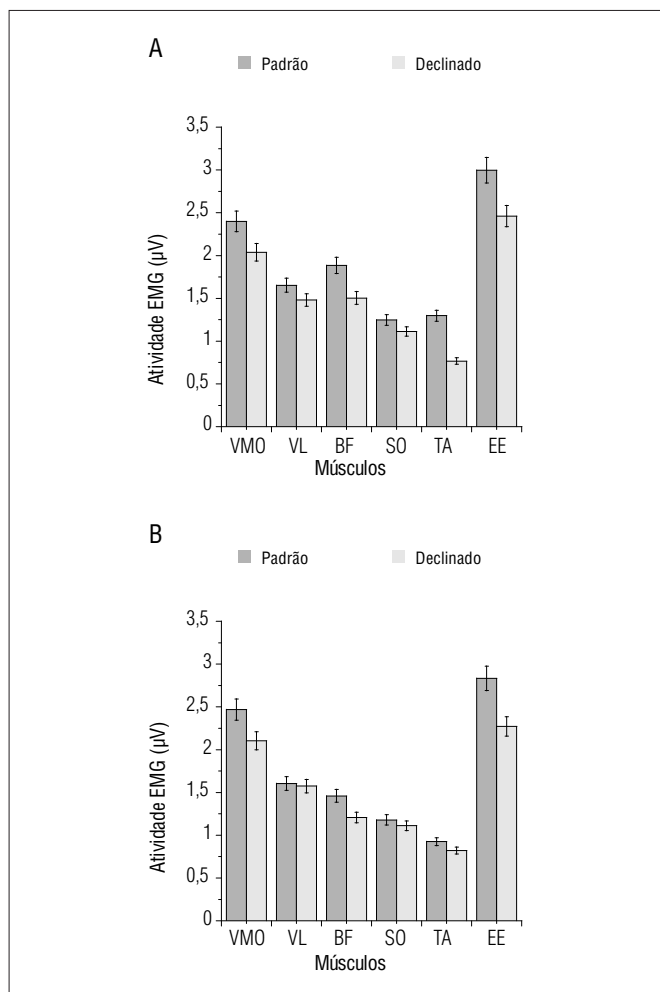 A
Padrão Declinado
Atividade EMG (µV)
3,5
3
2,5
2
1,5
1
0,5
0
VMO VL BF SO TA EE
Músculos
B
Padrão Declinado
Atividade EMG (µV)
3,5
3
2,5
2
1,5
1
0,5
0
VMO VL BF SO TA EE
Músculos